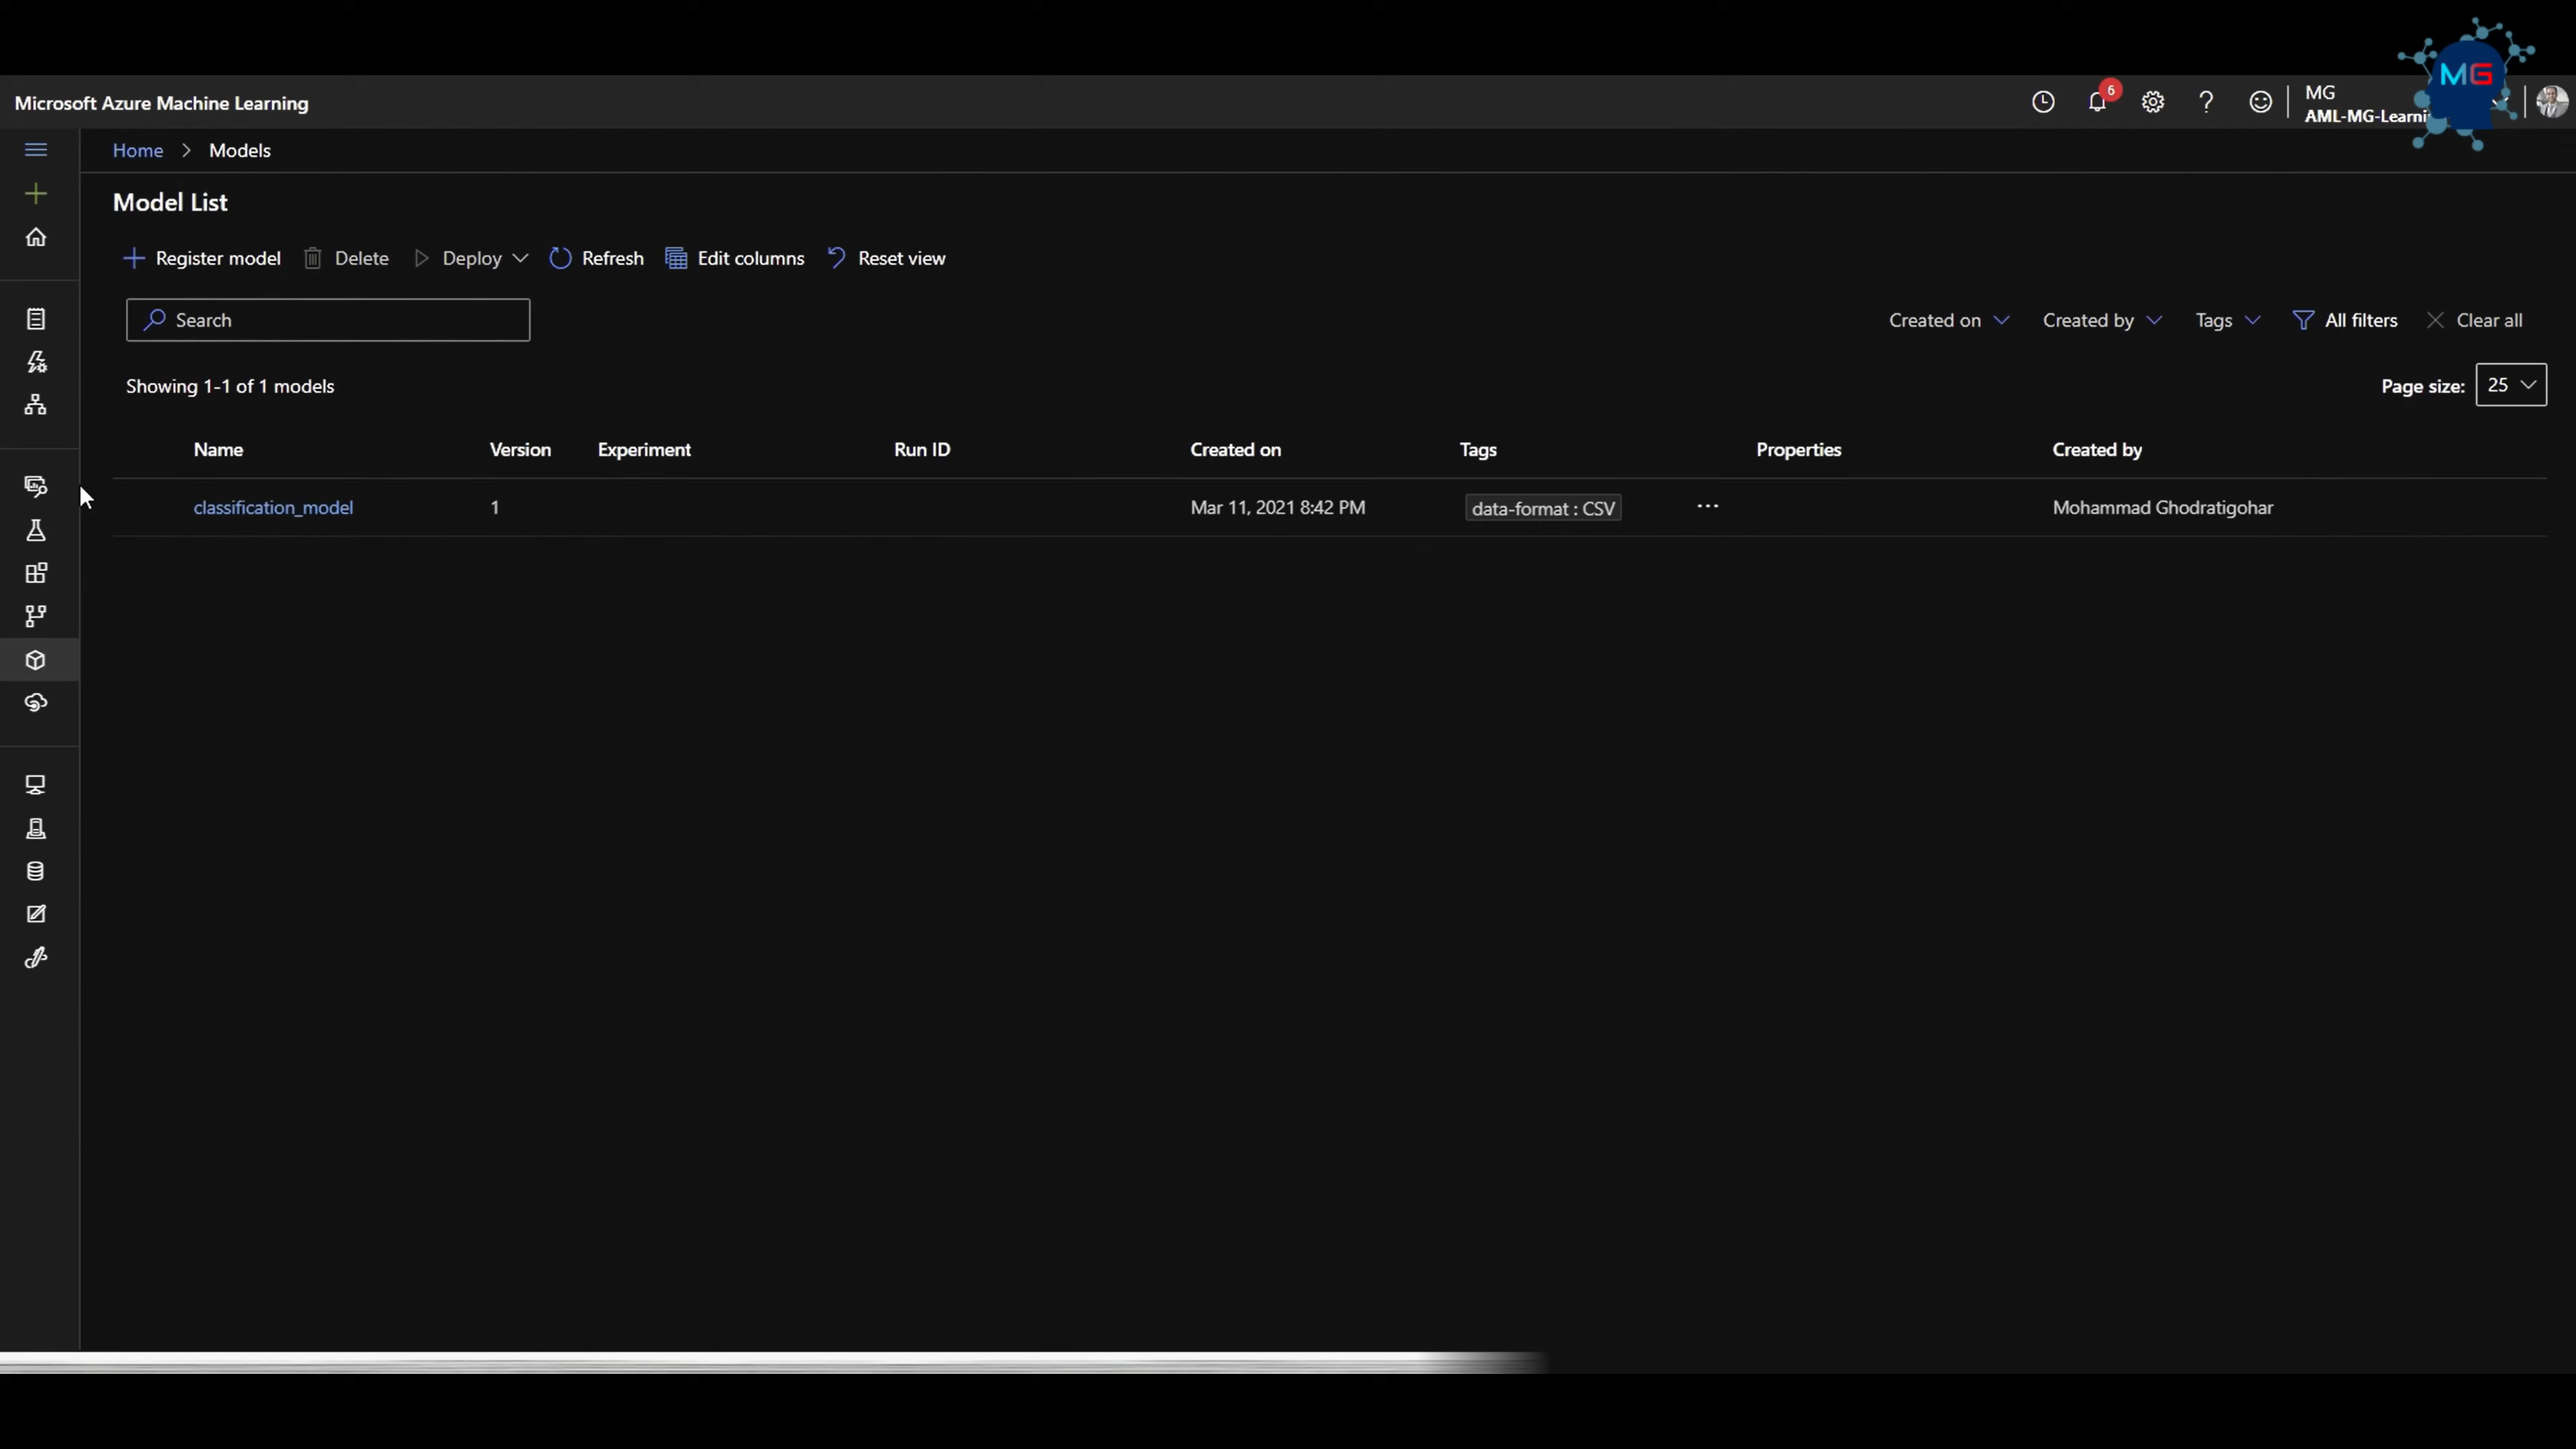 MG
Microsoft Azure Machine Learning
6
MG
Home > Models
Model List
Register model Delete Deploy Refresh Edit columns Reset view
Search
Created on Created by Tags All filters Clear all
Showing 1-1 of 1 models
Page size: 25
Name Version Experiment Run ID Created on Tags Properties Created by
classification_model 1 Mar 11, 2021 8:42 PM data-format : CSV ... Mohammad Ghodratigohar